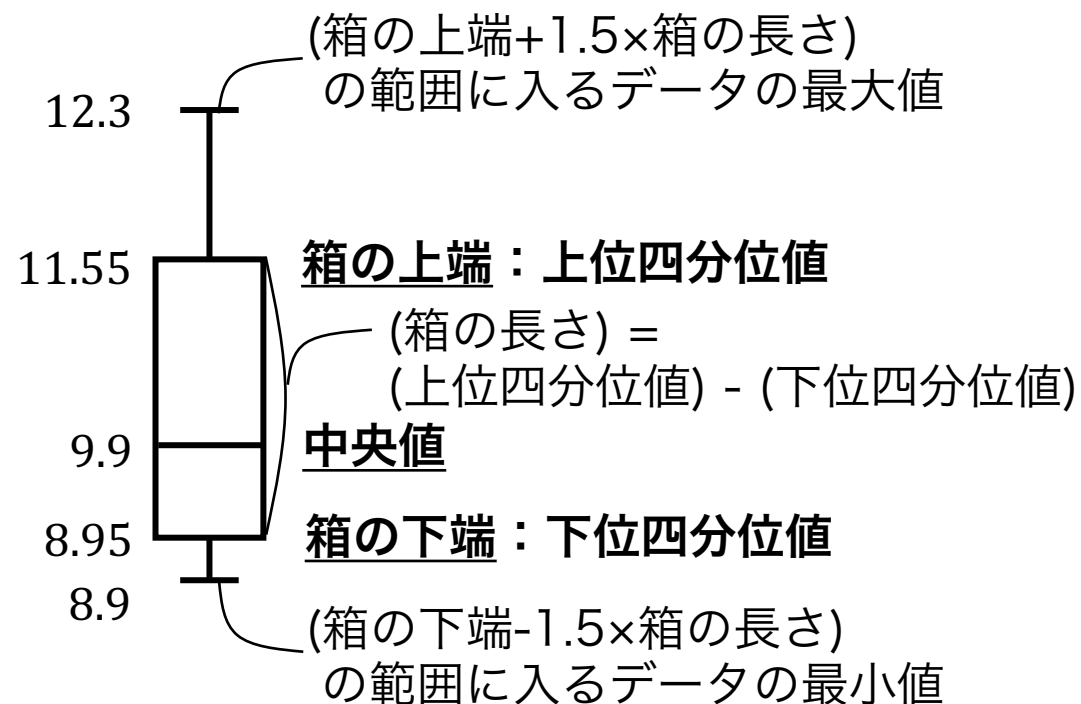 (箱の上端+1.5×箱の長さ)
の範囲に入るデータの最大値
12.3
11.55
箱の上端：上位四分位値
(箱の長さ) =
(上位四分位値) - (下位四分位値)
9.9
中央値
8.95
箱の下端：下位四分位値
8.9
(箱の下端-1.5×箱の長さ)
の範囲に入るデータの最小値